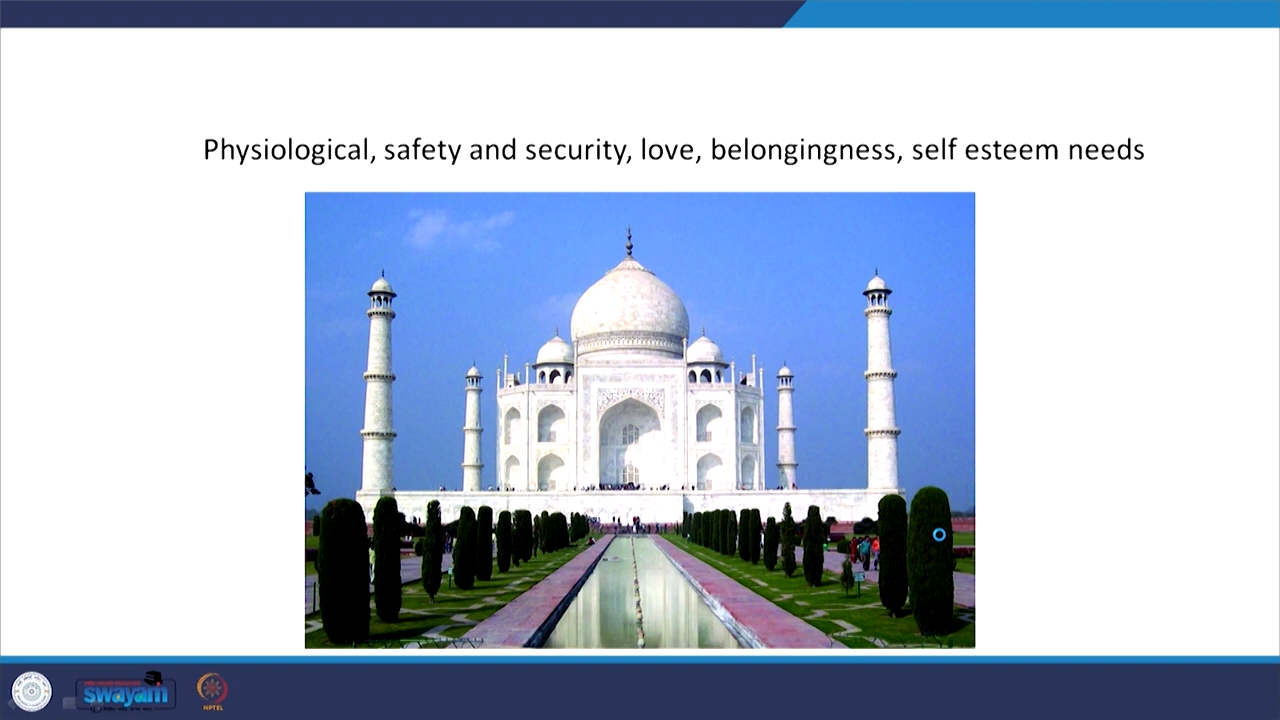 Physiological, safety and security, love, belongingness, self esteem needs
swayam
NPTEL